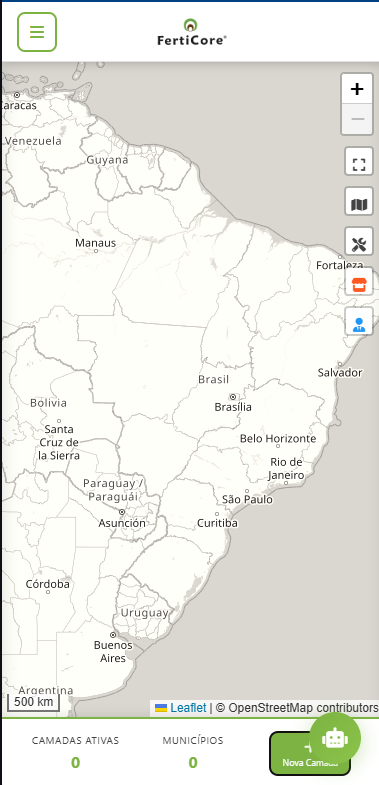 FertiCore®
+
−
aracas
Venezuela
Guyana
Manaus
Fortaleza
Brasil
Salvador
Bolivia
Brasília
Santa
Cruz de
la Sierra
Belo Horizonte
Rio de
Janeiro
Paraguay /
Paraguái
São Paulo
Asunción
Curitiba
Córdoba
Uruguay
Buenos
Aires
Argentina
500 km
Leaflet | © OpenStreetMap contributors
CAMADAS ATIVAS
MUNICÍPIOS
0
0
Nova Camada